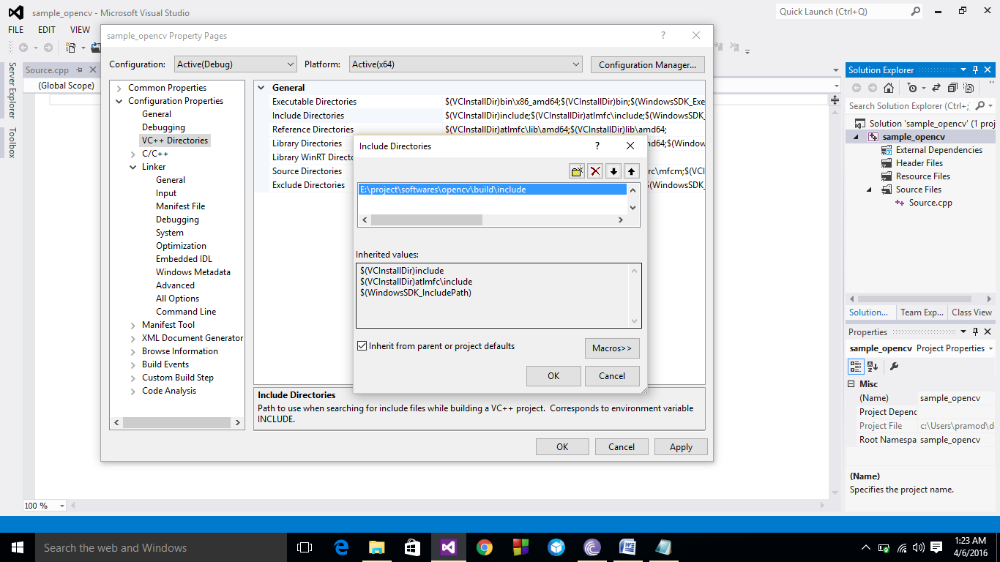 sample_opencv - Microsoft Visual Studio
Quick Launch (Ctrl+Q)
FILE EDIT VIEW
sample_opencv Property Pages
?
Configuration: Active(Debug) Platform: Active(x64) Configuration Manager...
Server Explorer
Toolbox
Source.cpp
(Global Scope)
Common Properties
Configuration Properties
General
Debugging
VC++ Directories
C/C++
Linker
General
Input
Manifest File
Debugging
System
Optimization
Embedded IDL
Windows Metadata
Advanced
All Options
Command Line
Manifest Tool
XML Document Generator
Browse Information
Build Events
Custom Build Step
Code Analysis
General
Executable Directories $(VCInstallDir)bin\x86_amd64;$(VCInstallDir)bin;$(WindowsSDK_Exe
Include Directories $(VCInstallDir)include;$(VCInstallDir)atlmfc\include;$(WindowsSDK_
Reference Directories $(VCInstallDir)atlmfc\lib\amd64;$(VCInstallDir)lib\amd64;
Library Directories amd64;$(Window
Library WinRT Directo
Source Directories rc\mfcm;$(VCI
Exclude Directories $(WindowsSD
Include Directories
?
E:\project\softwares\opencv\build\include
Inherited values:
$(VCInstallDir)include
$(VCInstallDir)atlmfc\include
$(WindowsSDK_IncludePath)
Inherit from parent or project defaults
Macros>>
OK Cancel
Include Directories
Path to use when searching for include files while building a VC++ project. Corresponds to environment variable
INCLUDE.
OK Cancel Apply
100 %
Solution Explorer
Search Solution Explorer (Ctrl+;
Solution 'sample_opencv' (1 proj
sample_opencv
External Dependencies
Header Files
Resource Files
Source Files
Source.cpp
Solution... Team Exp... Class View
Properties
sample_opencv Project Properties
Misc
(Name) sample_opencv
Project Depenc
Project File c:\Users\pramod\d
Root Namespa sample_opencv
(Name)
Specifies the project name.
Search the web and Windows
1:23 AM
4/6/2016